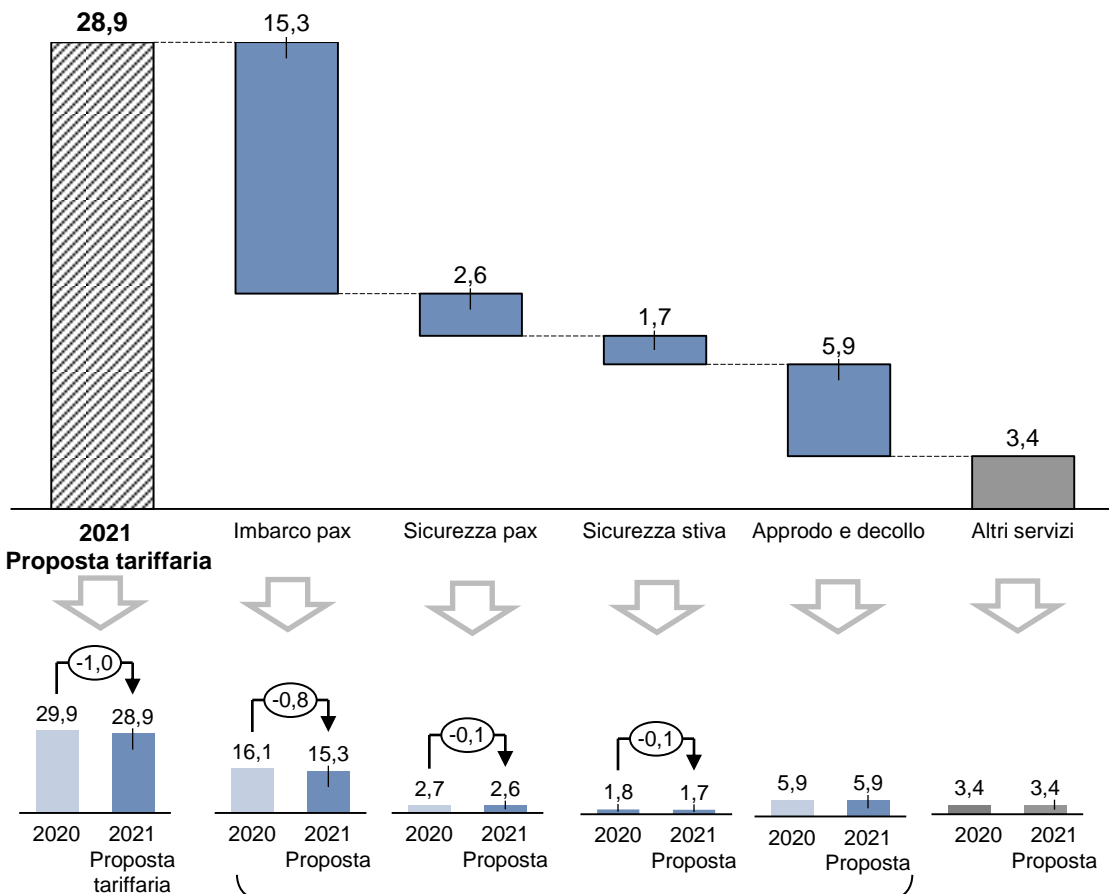 28,9
15,3
2,6
1,7
5,9
3,4
2021
Proposta tariffaria
Imbarco pax
Sicurezza pax
Sicurezza stiva
Approdo e decollo
Altri servizi
-1,0
29,9
28,9
2020
2021
Proposta
tariffaria
-0,8
16,1
15,3
2020
2021
Proposta
-0,1
2,7
2,6
2020
2021
Proposta
-0,1
1,8
1,7
2020
2021
Proposta
5,9
5,9
2020
2021
Proposta
3,4
3,4
2020
2021
Proposta